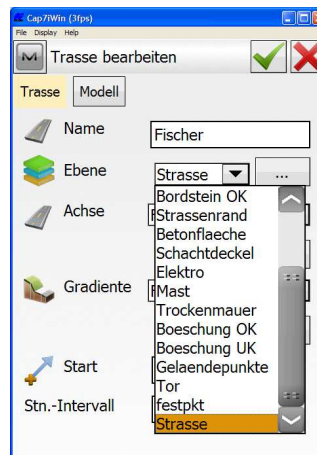 Cap7iWin (3fps)
File Display Help
M Trasse bearbeiten
Trasse Modell
Name Fischer
Ebene Strasse ...
Bordstein OK
Achse Strassenrand
Betonflaeche
Schachtdeckel
Elektro
Gradiente Mast
Trockenmauer
Boeschung OK
Boeschung UK
Start Gelaendepunkte
Tor
Stn.-Intervall festpkt
Strasse